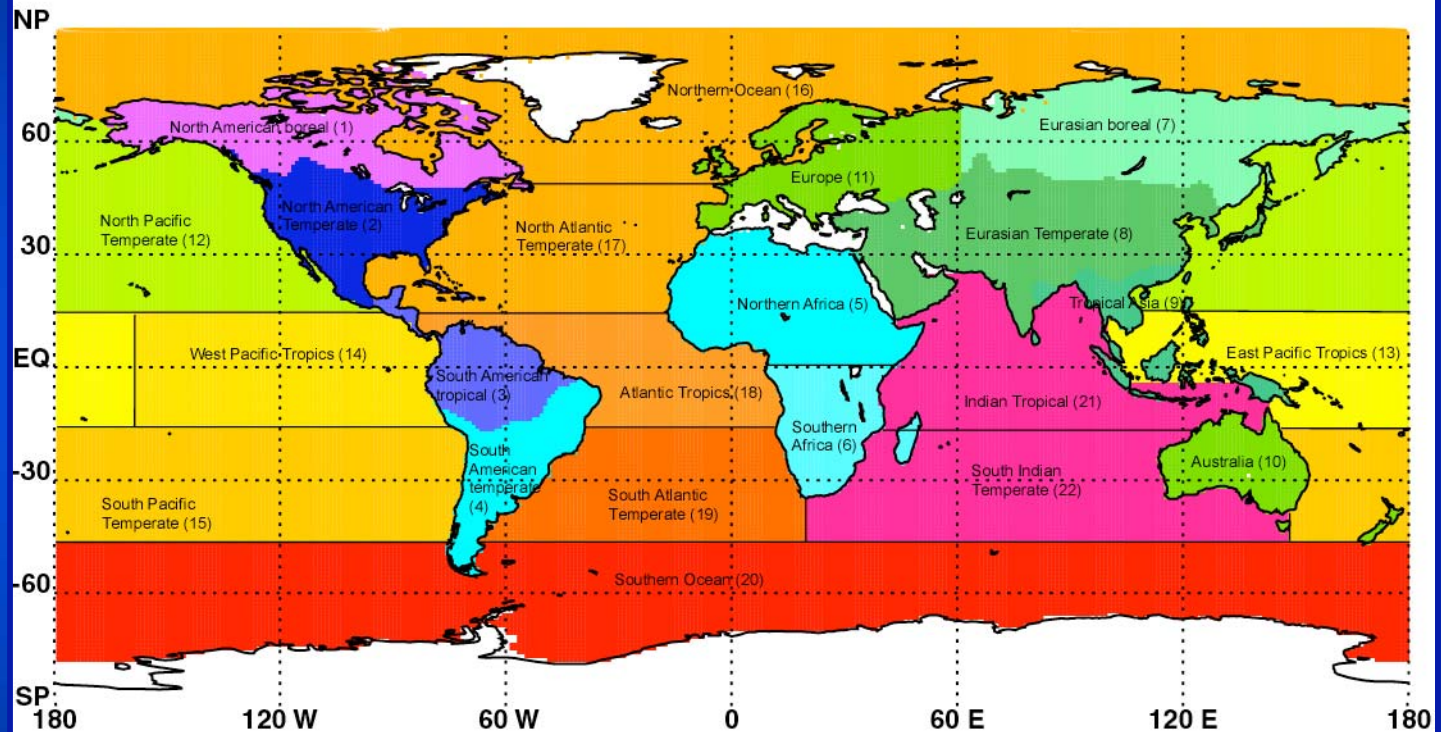 NP
Northern Ocean (16)
North American boreal (1)
Eurasian boreal (7)
60
Europe (11)
North American
Temperate (2)
North Pacific
Temperate (12)
North Atlantic
Temperate (17)
Eurasian Temperate (8)
30
Northern Africa (5)
Tropical Asia (9)
West Pacific Tropics (14)
East Pacific Tropics (13)
EQ
South American
tropical (3)
Atlantic Tropics (18)
Indian Tropical (21)
Southern
Africa (6)
South
American
temperate
(4)
Australia (10)
-30
South Indian
Temperate (22)
South Pacific
Temperate (15)
South Atlantic
Temperate (19)
Southern Ocean (20)
-60
SP
180
120 W
60 W
0
60 E
120 E
180